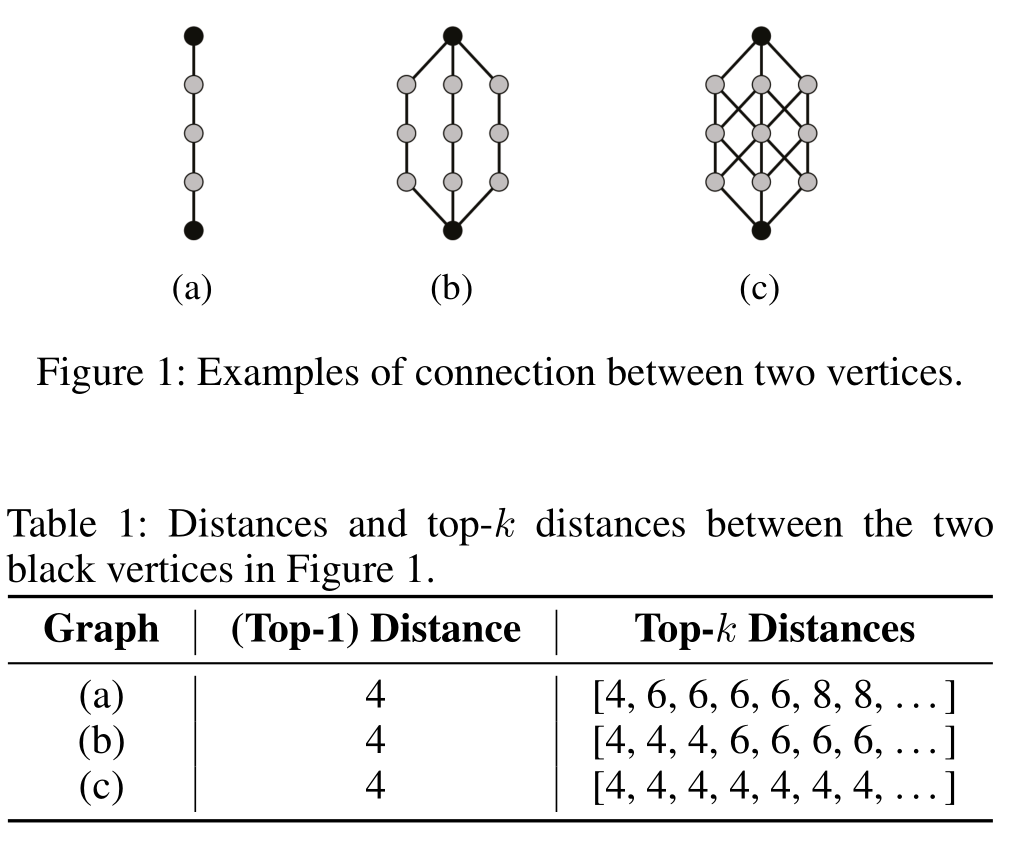 (a) (b) (c)
Figure 1: Examples of connection between two vertices.
Table 1: Distances and top-k distances between the two
black vertices in Figure 1.
Graph (Top-1) Distance Top-k Distances
(a) 4 [4, 6, 6, 6, 6, 8, 8, . . . ]
(b) 4 [4, 4, 4, 6, 6, 6, 6, . . . ]
(c) 4 [4, 4, 4, 4, 4, 4, 4, . . . ]